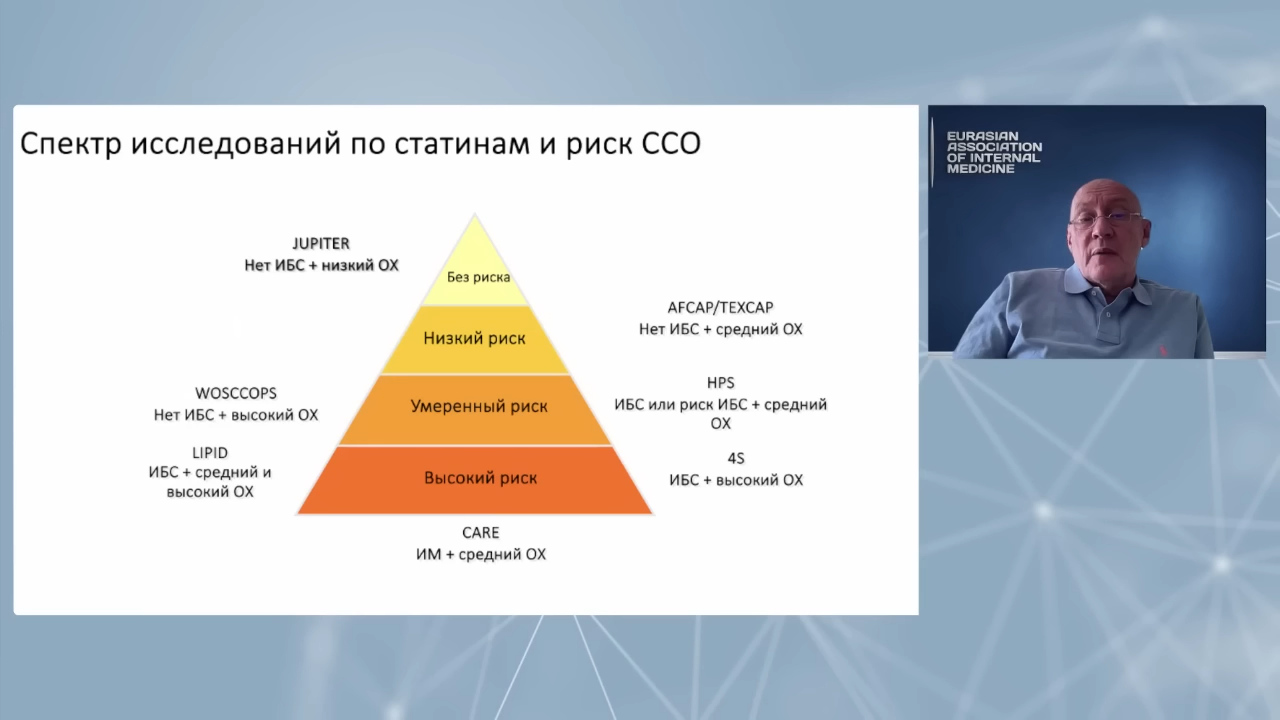 Спектр исследований по статинам и риск ССО
EURASIAN
ASSOCIATION
OF INTERNAL
MEDICINE
JUPITER
Нет ИБС + низкий ОХ
Без риска
AFCAP/TEXCAP
Нет ИБС + средний ОХ
Низкий риск
WOSCCOPS
Нет ИБС + высокий ОХ
Умеренный риск
HPS
ИБС или риск ИБС + средний
ОХ
LIPID
ИБС + средний и
высокий ОХ
Высокий риск
4S
ИБС + высокий ОХ
CARE
ИМ + средний ОХ